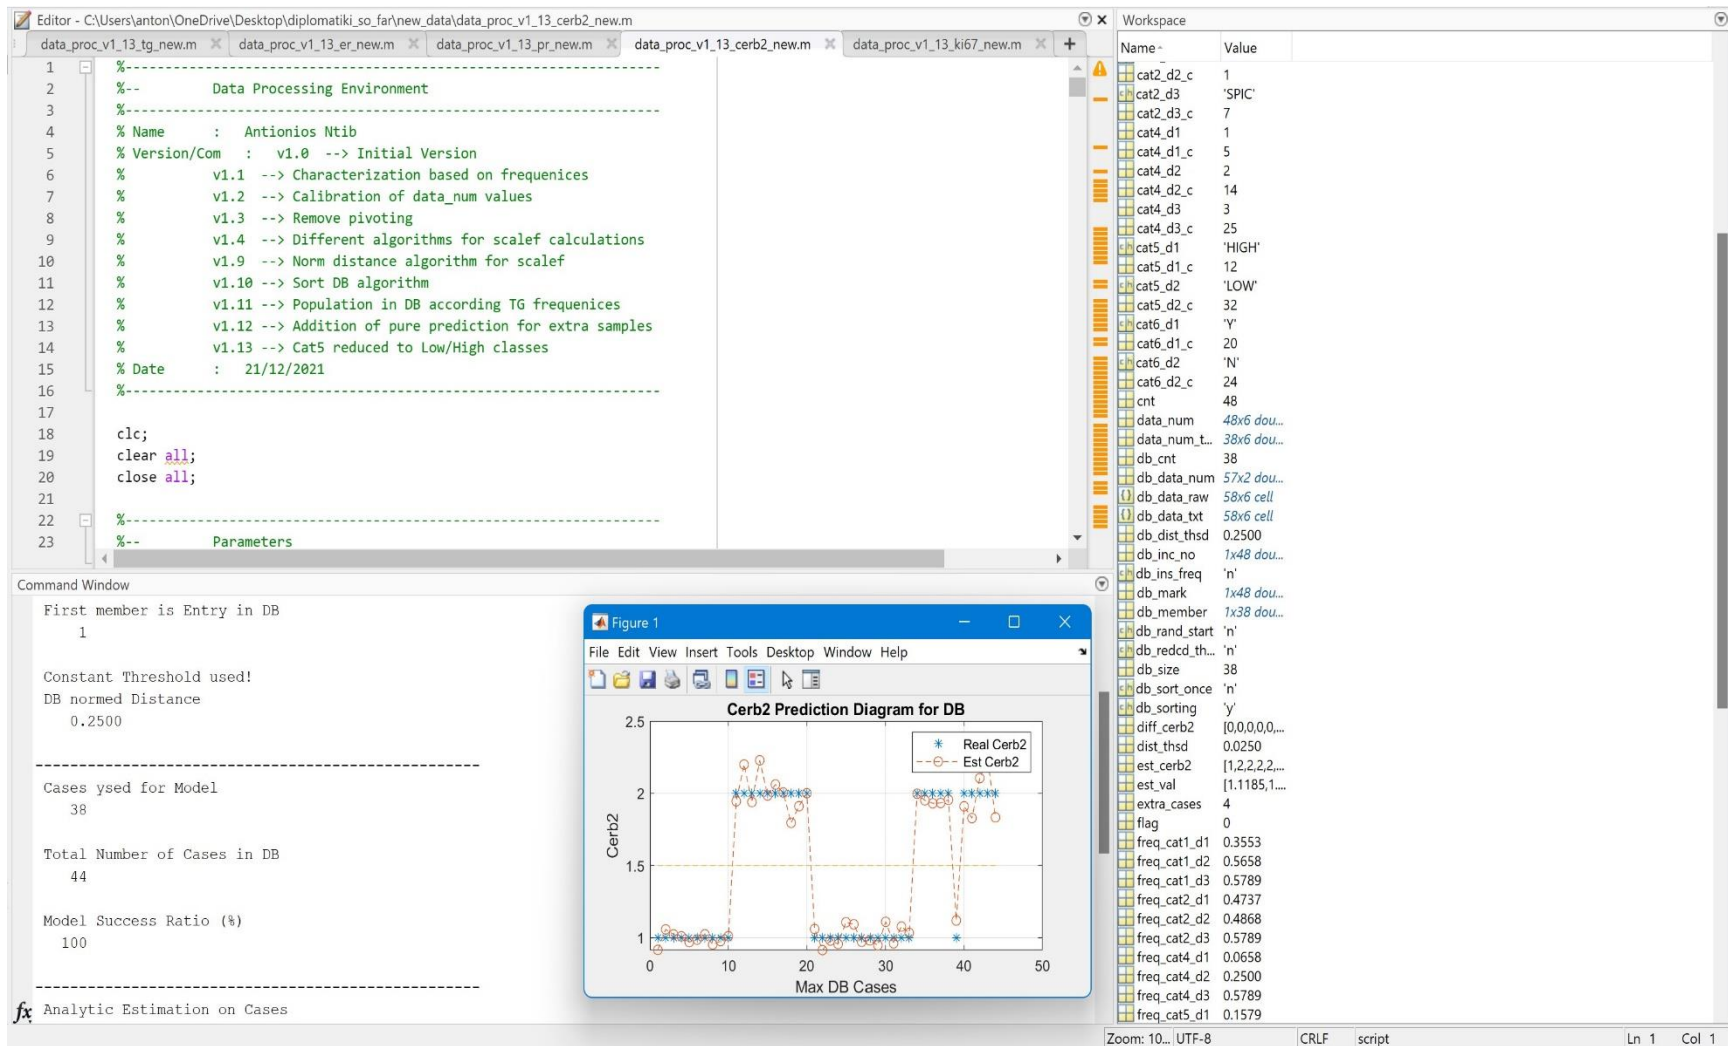 Editor - C:\Users\anton\OneDrive\Desktop\diplomatiki_so_far\new_data\data_proc_v1_13_cerb2_new.m
data_proc_v1_13_tg_new.m data_proc_v1_13_er_new.m data_proc_v1_13_pr_new.m data_proc_v1_13_cerb2_new.m data_proc_v1_13_ki67_new.m +
1 %------------------------------------------------------------------
2 %-- Data Processing Environment
3 %------------------------------------------------------------------
4 % Name : Antionios Ntib
5 % Version/Com : v1.0 --> Initial Version
6 % v1.1 --> Characterization based on frequenices
7 % v1.2 --> Calibration of data_num values
8 % v1.3 --> Remove pivoting
9 % v1.4 --> Different algorithms for scalef calculations
10 % v1.9 --> Norm distance algorithm for scalef
11 % v1.10 --> Sort DB algorithm
12 % v1.11 --> Population in DB according TG frequenices
13 % v1.12 --> Addition of pure prediction for extra samples
14 % v1.13 --> Cat5 reduced to Low/High classes
15 % Date : 21/12/2021
16 %------------------------------------------------------------------
17
18 clc;
19 clear all;
20 close all;
21
22 %------------------------------------------------------------------
23 %-- Parameters
Command Window
First member is Entry in DB
1
Constant Threshold used!
DB normed Distance
0.2500
----------------------------------------------------
Cases ysed for Model
38
Total Number of Cases in DB
44
Model Success Ratio (%)
100
----------------------------------------------------
fx Analytic Estimation on Cases
Figure 1
File Edit View Insert Tools Desktop Window Help
Cerb2 Prediction Diagram for DB
Real Cerb2
Est Cerb2
2.5
2
1.5
1
Cerb2
0 10 20 30 40 50
Max DB Cases
Workspace
Name Value
cat2_d2_c 1
cat2_d3 'SPIC'
cat2_d3_c 7
cat4_d1 1
cat4_d1_c 5
cat4_d2 2
cat4_d2_c 14
cat4_d3 3
cat4_d3_c 25
cat5_d1 'HIGH'
cat5_d1_c 12
cat5_d2 'LOW'
cat5_d2_c 32
cat6_d1 'Y'
cat6_d1_c 20
cat6_d2 'N'
cat6_d2_c 24
cnt 48
data_num 48x6 dou...
data_num_t... 38x6 dou...
db_cnt 38
db_data_num 57x2 dou...
db_data_raw 58x6 cell
db_data_txt 58x6 cell
db_dist_thsd 0.2500
db_inc_no 1x48 dou...
db_ins_freq 'n'
db_mark 1x48 dou...
db_member 1x38 dou...
db_rand_start 'n'
db_redcd_th... 'n'
db_size 38
db_sort_once 'n'
db_sorting 'y'
diff_cerb2 [0,0,0,0,0,...
dist_thsd 0.0250
est_cerb2 [1,2,2,2,2,...
est_val [1.1185,1....
extra_cases 4
flag 0
freq_cat1_d1 0.3553
freq_cat1_d2 0.5658
freq_cat1_d3 0.5789
freq_cat2_d1 0.4737
freq_cat2_d2 0.4868
freq_cat2_d3 0.5789
freq_cat4_d1 0.0658
freq_cat4_d2 0.2500
freq_cat4_d3 0.5789
freq_cat5_d1 0.1579
Zoom: 10... UTF-8 CRLF script Ln 1 Col 1